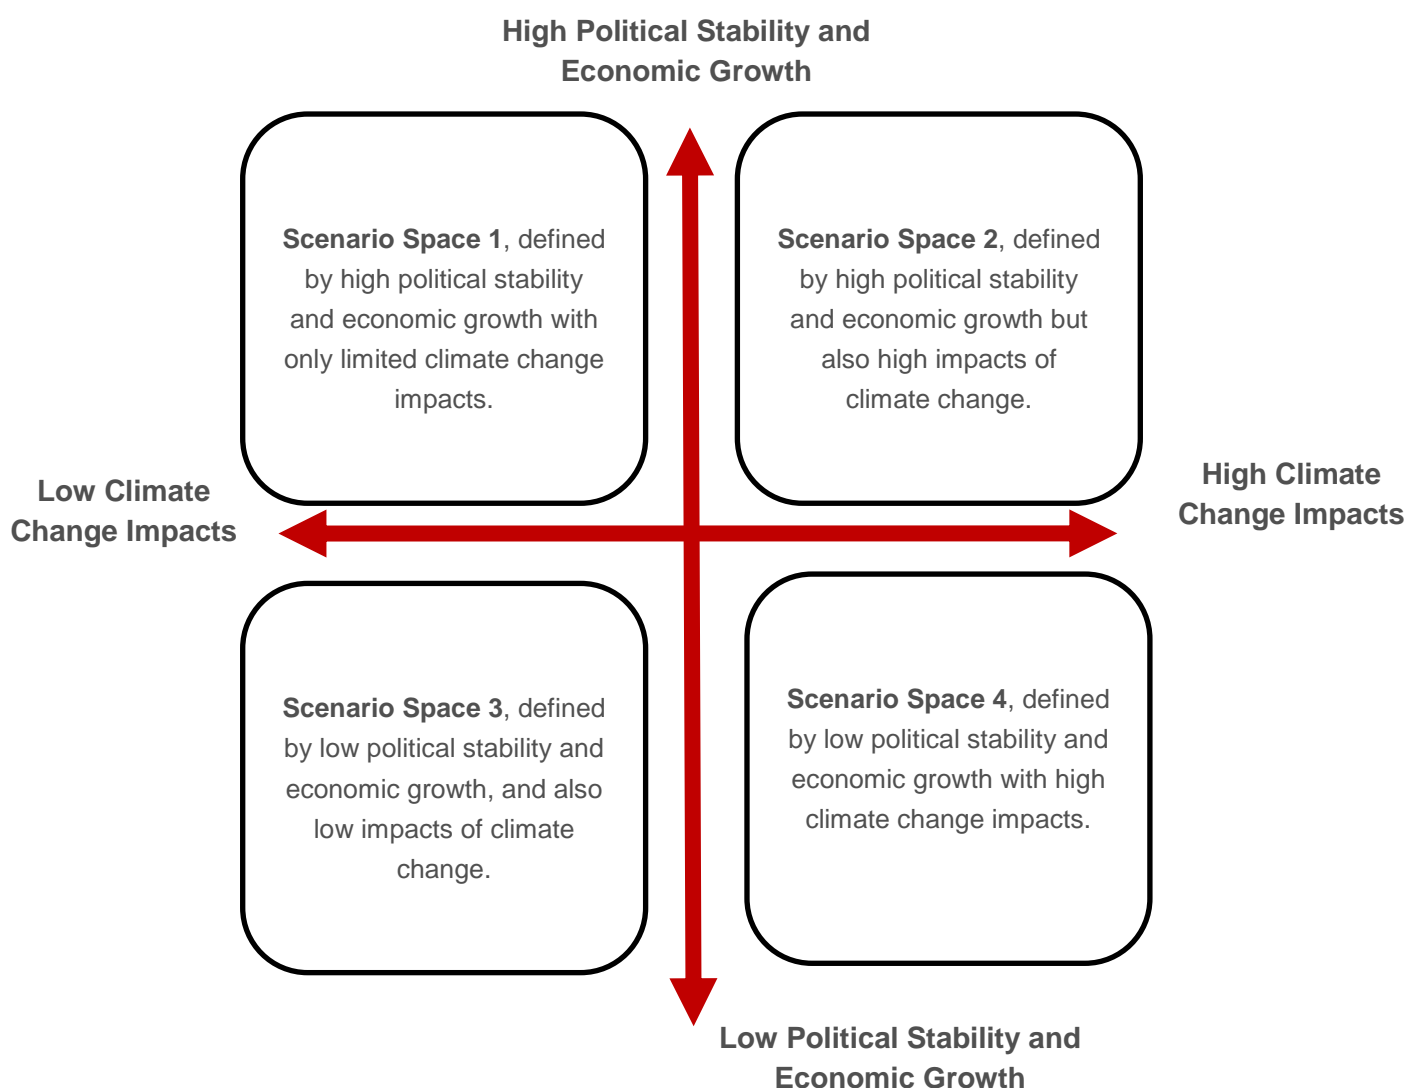 High Political Stability and
Economic Growth
Scenario Space 1, defined
by high political stability
and economic growth with
only limited climate change
impacts.
Scenario Space 2, defined
by high political stability
and economic growth but
also high impacts of
climate change.
Low Climate
Change Impacts
High Climate
Change Impacts
Scenario Space 3, defined
by low political stability and
economic growth, and also
low impacts of climate
change.
Scenario Space 4, defined
by low political stability and
economic growth with high
climate change impacts.
Low Political Stability and
Economic Growth